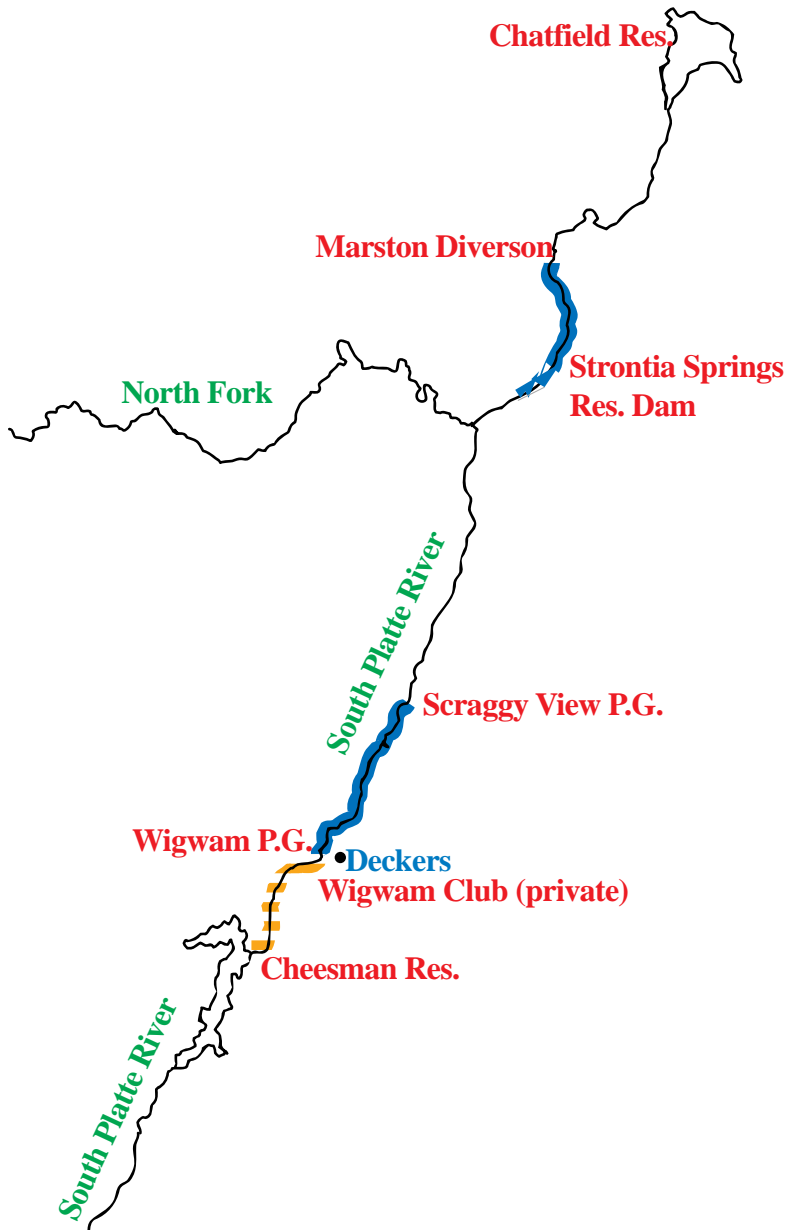 Chatfield Res.
Marston Diverson
Strontia Springs
Res. Dam
North Fork
South Platte River
Scraggy View P.G.
Wigwam P.G.
Deckers
Wigwam Club (private)
Cheesman Res.
South Platte River